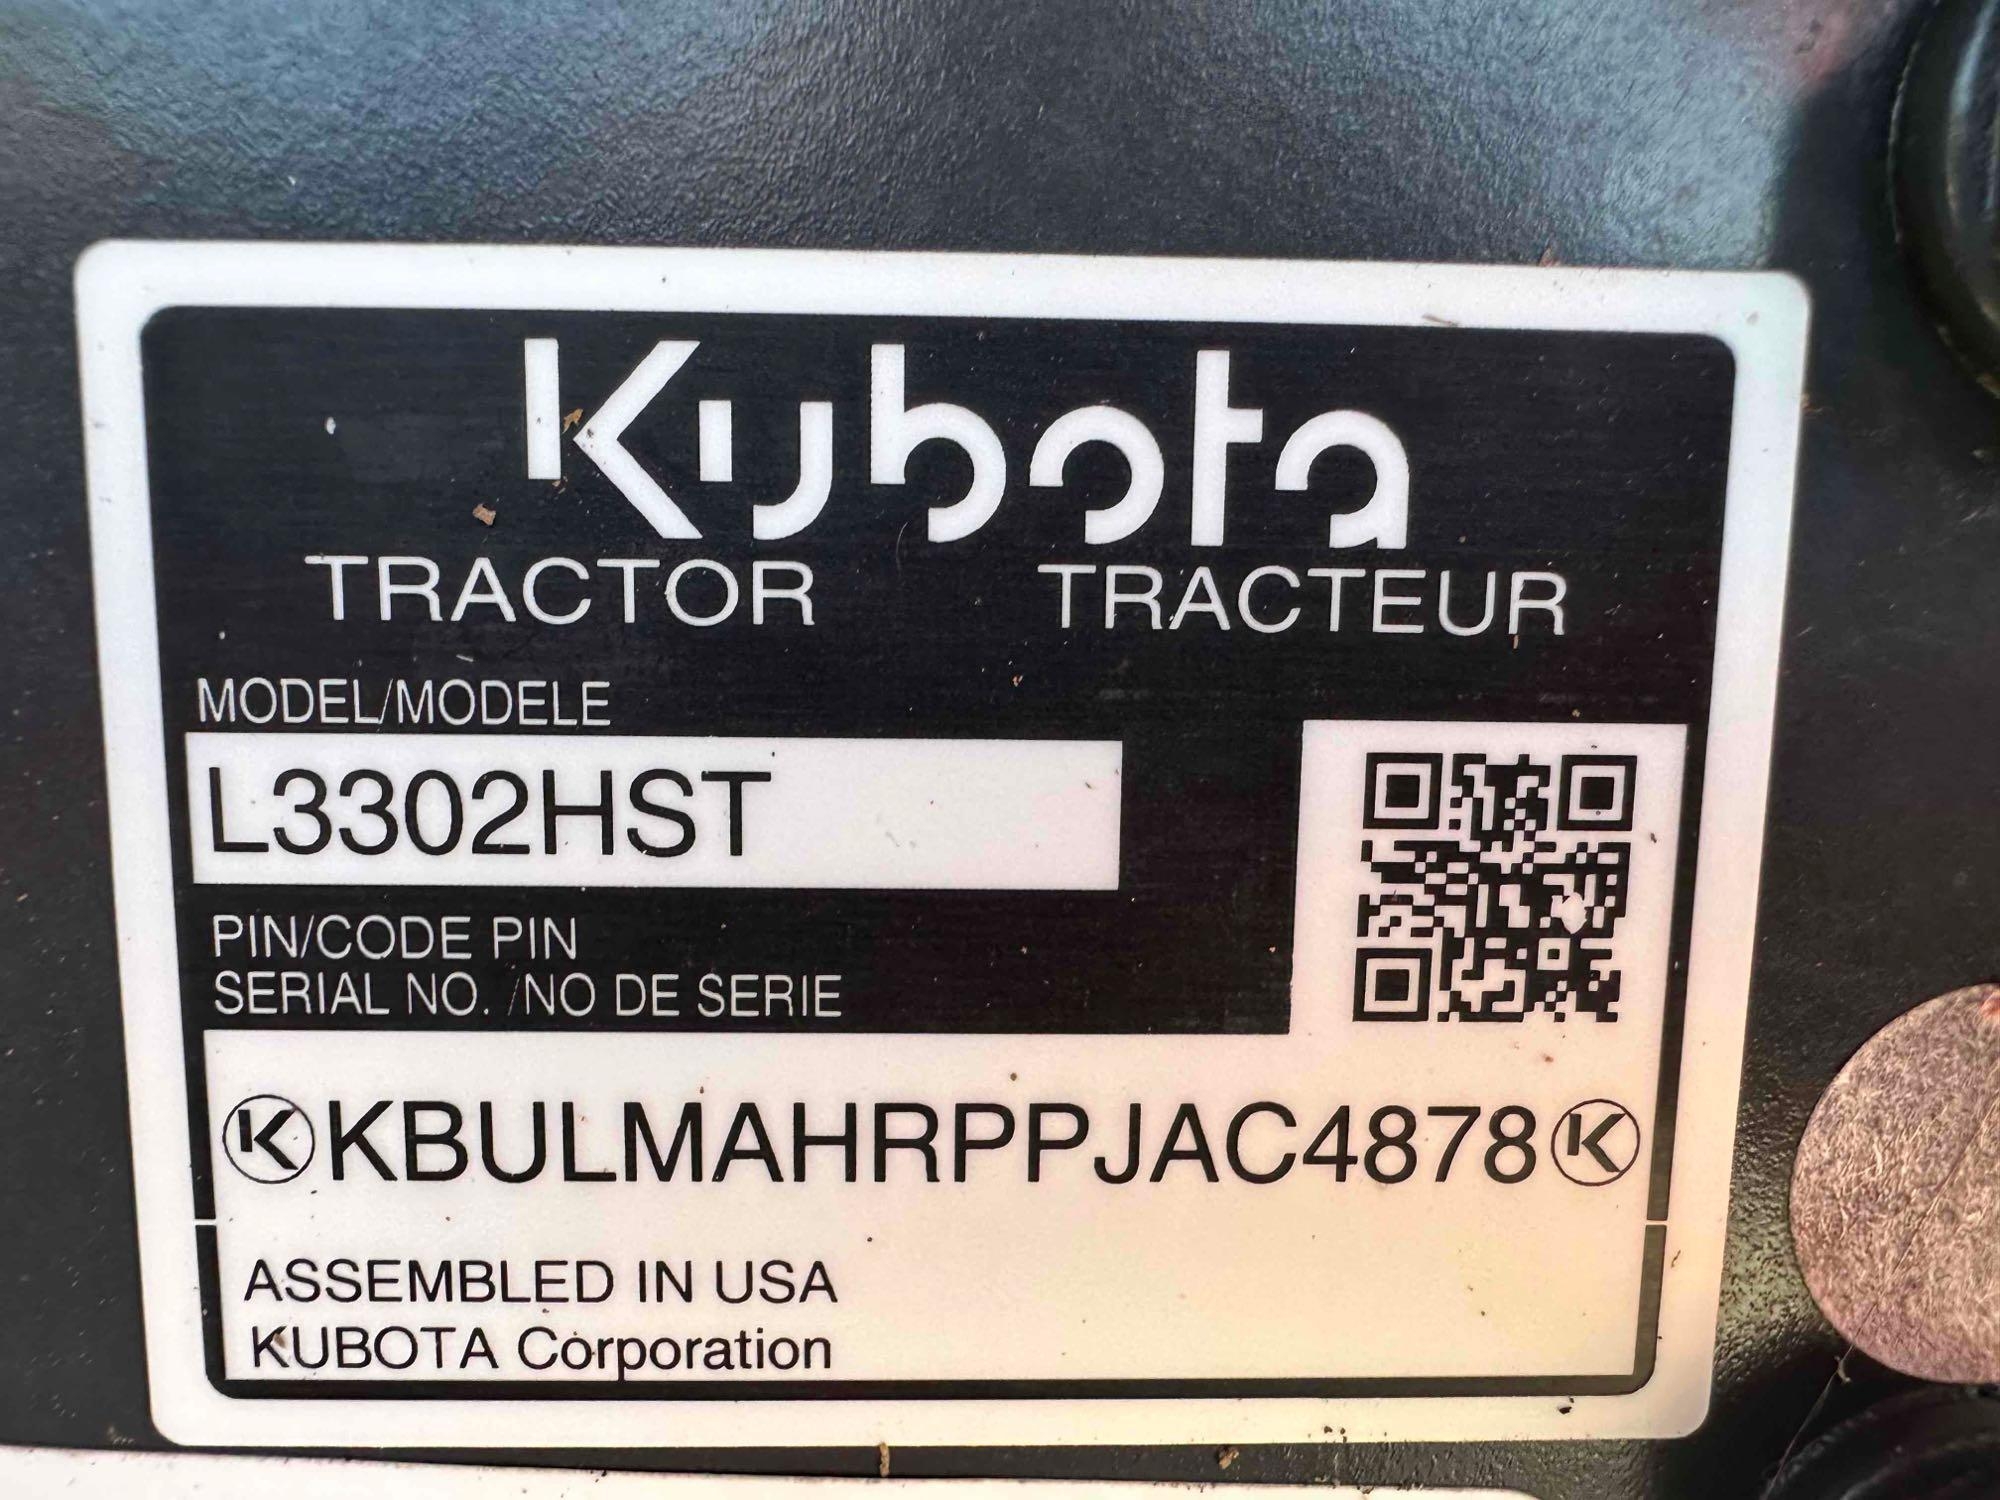 Kubota
TRACTOR TRACTEUR
MODEL/MODELE
L3302HST
PIN/CODE PIN
SERIAL NO. /NO DE SERIE
KBULMAHRPPJAC4878
ASSEMBLED IN USA
KUBOTA Corporation